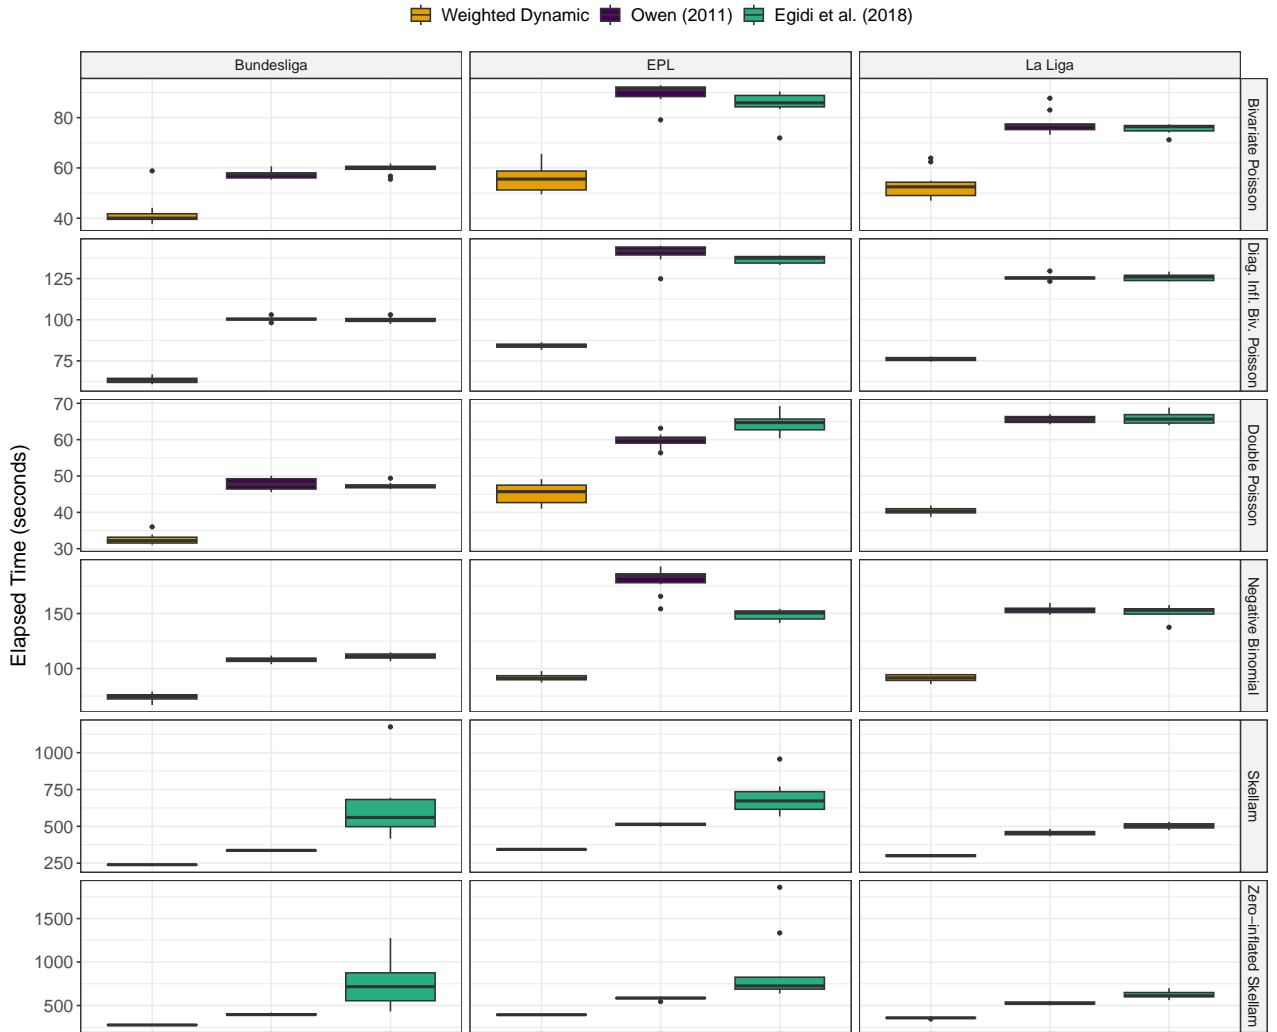 Weighted Dynamic Owen (2011) Egidi et al. (2018)
Bundesliga EPL La Liga
Elapsed Time (seconds)
80
60
40
Bivariate Poisson
125
100
75
Diag. Infl. Biv. Poisson
70
60
50
40
30
Double Poisson
150
100
Negative Binomial
1000
750
500
250
Skellam
1500
1000
500
Zero−inflated Skellam